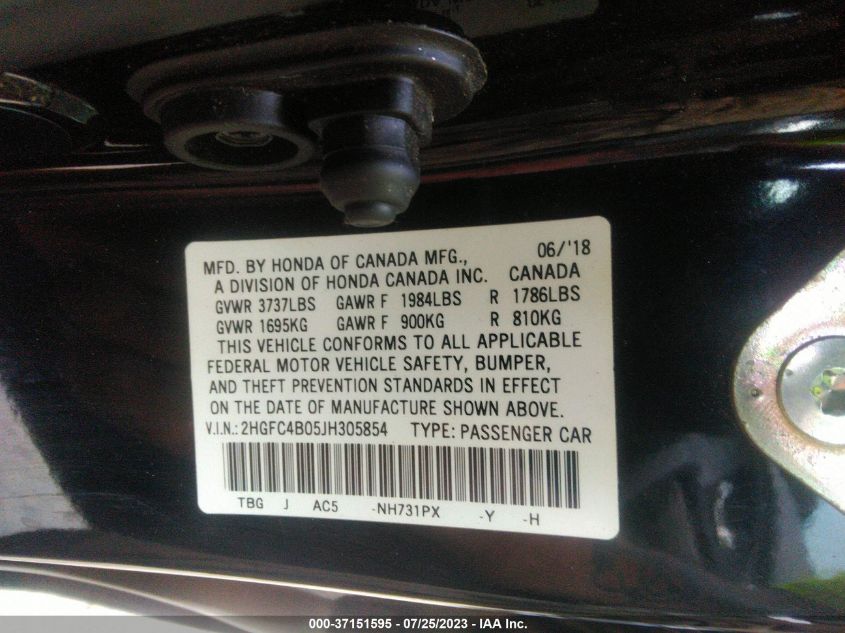 MFD. BY HONDA OF CANADA MFG., 06/'18
A DIVISION OF HONDA CANADA INC. CANADA
GVWR 3737LBS GAWR F 1984LBS R 1786LBS
GVWR 1695KG GAWR F 900KG R 810KG
THIS VEHICLE CONFORMS TO ALL APPLICABLE
FEDERAL MOTOR VEHICLE SAFETY, BUMPER,
AND THEFT PREVENTION STANDARDS IN EFFECT
ON THE DATE OF MANUFACTURE SHOWN ABOVE.
V.I.N.: 2HGFC4B05JH305854 TYPE: PASSENGER CAR
TBG J AC5 -NH731PX -Y -H
000-37151595 - 07/25/2023 - IAA Inc.